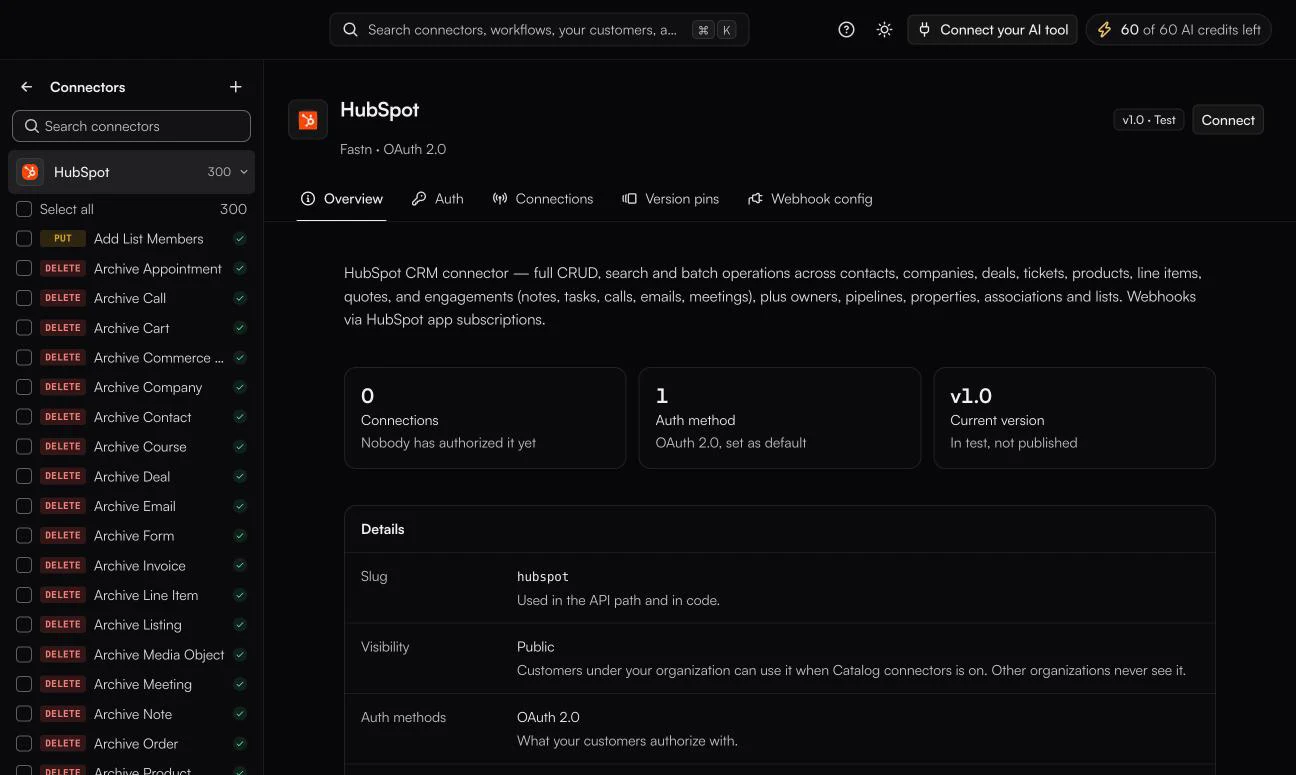 Search connectors, workflows, your customers, a... ⌘ K
Connect your AI tool
60 of 60 AI credits left
Connectors
Search connectors
HubSpot 300
Select all 300
PUT Add List Members
DELETE Archive Appointment
DELETE Archive Call
DELETE Archive Cart
DELETE Archive Commerce ...
DELETE Archive Company
DELETE Archive Contact
DELETE Archive Course
DELETE Archive Deal
DELETE Archive Email
DELETE Archive Form
DELETE Archive Invoice
DELETE Archive Line Item
DELETE Archive Listing
DELETE Archive Media Object
DELETE Archive Meeting
DELETE Archive Note
DELETE Archive Order
DELETE Archive Product
HubSpot
Fastn · OAuth 2.0
v1.0 · Test
Connect
Overview Auth Connections Version pins Webhook config
HubSpot CRM connector — full CRUD, search and batch operations across contacts, companies, deals, tickets, products, line items,
quotes, and engagements (notes, tasks, calls, emails, meetings), plus owners, pipelines, properties, associations and lists. Webhooks
via HubSpot app subscriptions.
0
Connections
Nobody has authorized it yet
1
Auth method
OAuth 2.0, set as default
v1.0
Current version
In test, not published
Details
Slug hubspot
Used in the API path and in code.
Visibility Public
Customers under your organization can use it when Catalog connectors is on. Other organizations never see it.
Auth methods OAuth 2.0
What your customers authorize with.